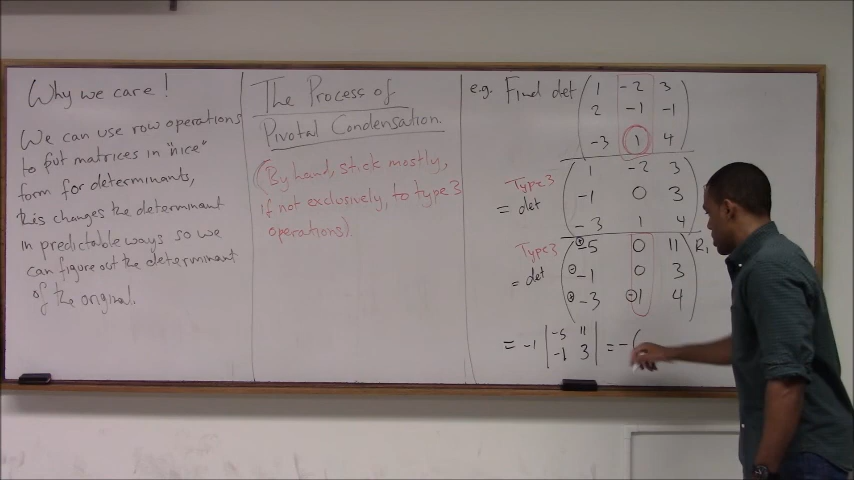 Why we care!
We can use row operations
to put matrices in "nice"
form for determinants,
this changes the determinant
in predictable ways so we
can figure out the determinant
of the original.
The Process of
Pivotal Condensation.
(By hand, stick mostly,
if not exclusively, to type 3
operations).
e.g. Find det ( 1 -2 3
2 -1 -1
-3 1 4 )
Type 3
= det ( 1 -2 3
-1 0 3
-3 1 4 )
Type 3
= det ( + -5 0 11 ) R1
- -1 0 3
+ -3 - 1 4 )
= -1 | -5 11
-1 3 | = -(